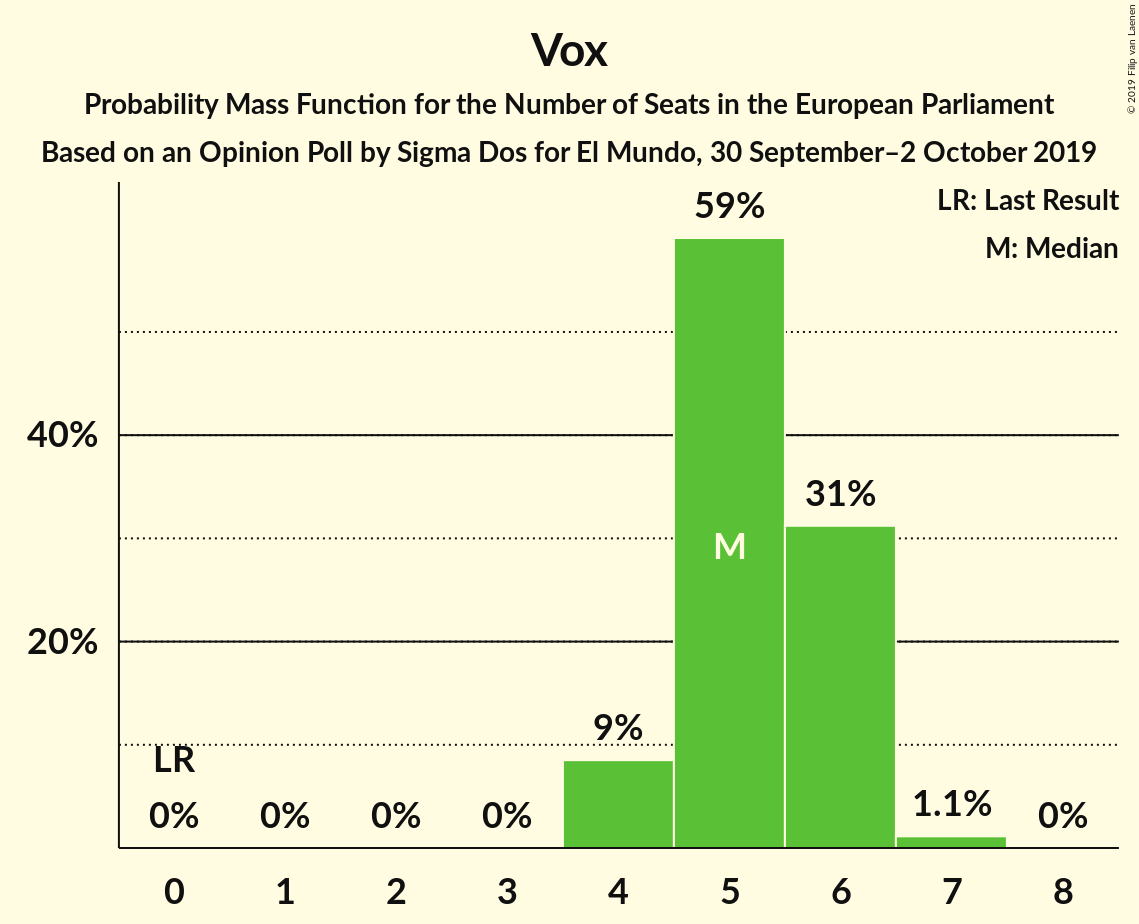 Vox
Probability Mass Function for the Number of Seats in the European Parliament
Based on an Opinion Poll by Sigma Dos for El Mundo, 30 September–2 October 2019
© 2019 Filip van Laenen
LR: Last Result
M: Median
59%
40%
31%
M
20%
9%
LR
1.1%
0% 0% 0% 0% 0%
0 1 2 3 4 5 6 7 8